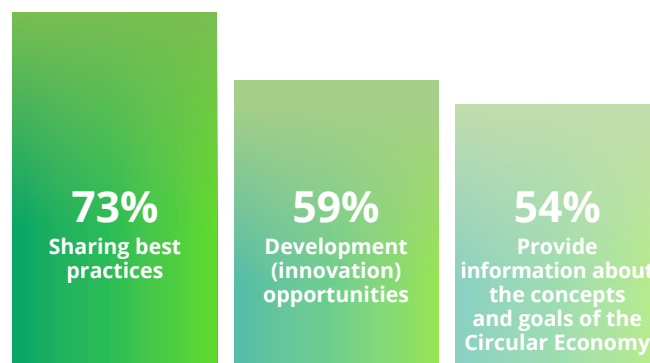 73%
Sharing best
practices
59%
Development
(innovation)
opportunities
54%
Provide
information about
the concepts
and goals of the
Circular Economy